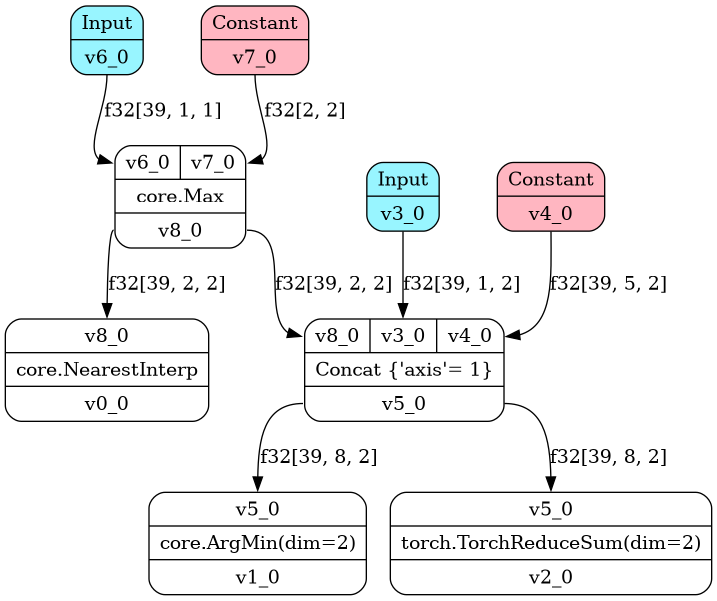 Input
v6_0
Constant
v7_0
f32[39, 1, 1]
f32[2, 2]
v6_0 v7_0
core.Max
v8_0
Input
v3_0
Constant
v4_0
f32[39, 2, 2]
f32[39, 2, 2]
f32[39, 1, 2]
f32[39, 5, 2]
v8_0
core.NearestInterp
v0_0
v8_0 v3_0 v4_0
Concat {'axis'= 1}
v5_0
f32[39, 8, 2]
f32[39, 8, 2]
v5_0
core.ArgMin(dim=2)
v1_0
v5_0
torch.TorchReduceSum(dim=2)
v2_0